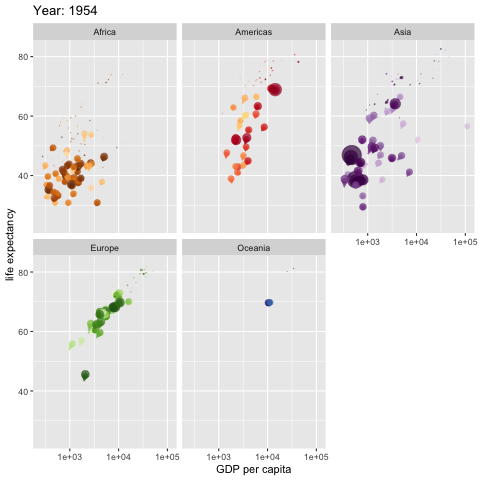 Year: 1954
Africa
Americas
Asia
80
60
40
1e+03
1e+04
1e+05
Europe
Oceania
80
60
40
1e+03
1e+04
1e+05
1e+03
1e+04
1e+05
life expectancy
GDP per capita